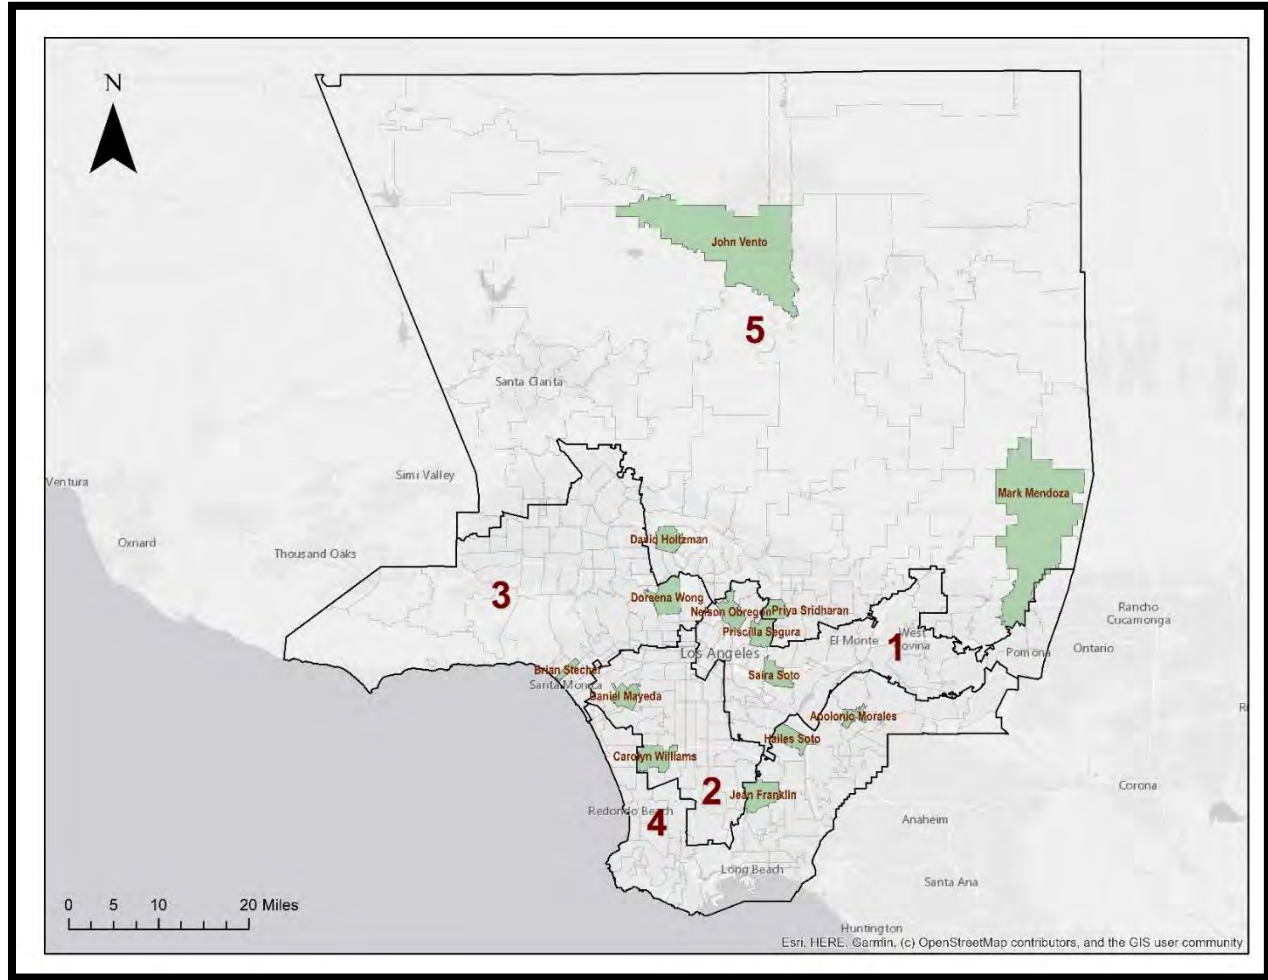 N
John Vento
5
Santa Clarita
Simi Valley
Ventura
Mark Mendoza
Oxnard
Thousand Oaks
David Holtzman
3
Doreena Wong
Nelson Obregon
Priya Sridharan
Priscilla Segura
Rancho
Cucamonga
El Monte
West
Covina
1
Los Angeles
Pomona
Ontario
Brian Stecher
Santa Monica
Saira Soto
Daniel Mayeda
Apolonio Morales
Hailes Soto
Carolyn Williams
2
Jean Franklin
Corona
Redondo Beach
4
Anaheim
Long Beach
Santa Ana
0 5 10 20 Miles
Huntington
Esri, HERE, Garmin, (c) OpenStreetMap contributors, and the GIS user community